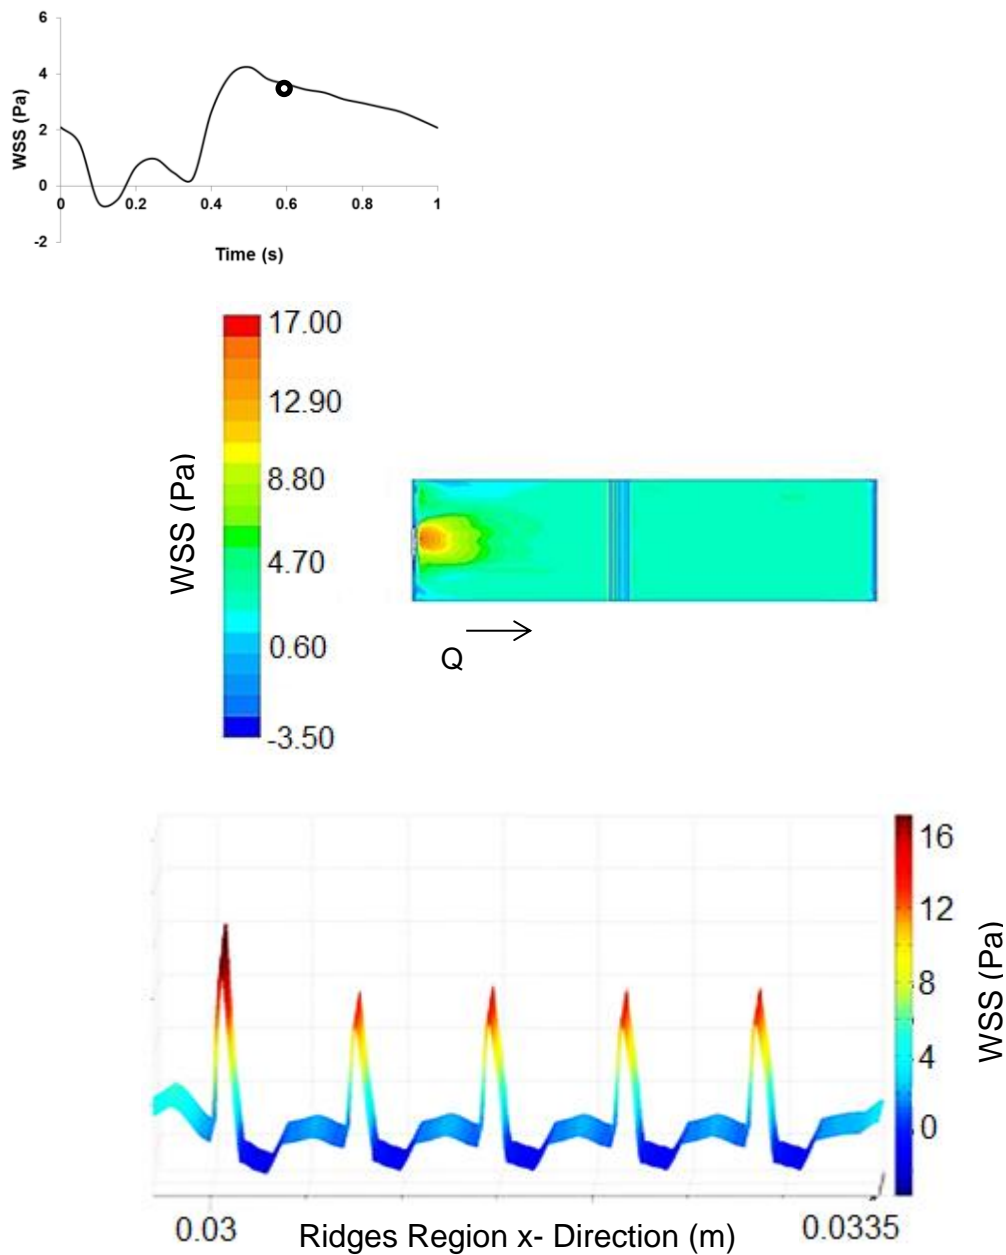 6
4
2
0
-2
WSS (Pa)
0 0.2 0.4 0.6 0.8 1
Time (s)
17.00
12.90
8.80
4.70
0.60
-3.50
WSS (Pa)
Q
16
12
8
4
0
WSS (Pa)
0.03 0.0335
Ridges Region x- Direction (m)